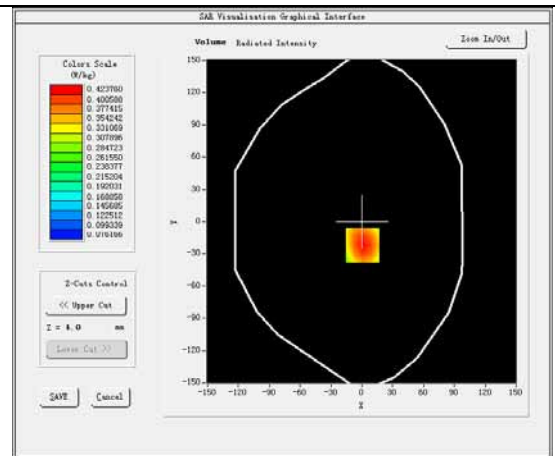 SAR Visualisation Graphical Interface
Volume Radiated Intensity
Zoom In/Out
Colors Scale
(W/kg)
0.423760
0.400588
0.377415
0.354242
0.331069
0.307896
0.284723
0.261550
0.238377
0.215204
0.192031
0.168858
0.145685
0.122512
0.099339
0.076166
Z-Cuts Control
<< Upper Cut
Z = 4.0 mm
Lower Cut >>
SAVE Cancel
150
120
90
60
30
0
-30
-60
-90
-120
-150
Y
-150 -120 -90 -60 -30 0 30 60 90 120 150
X